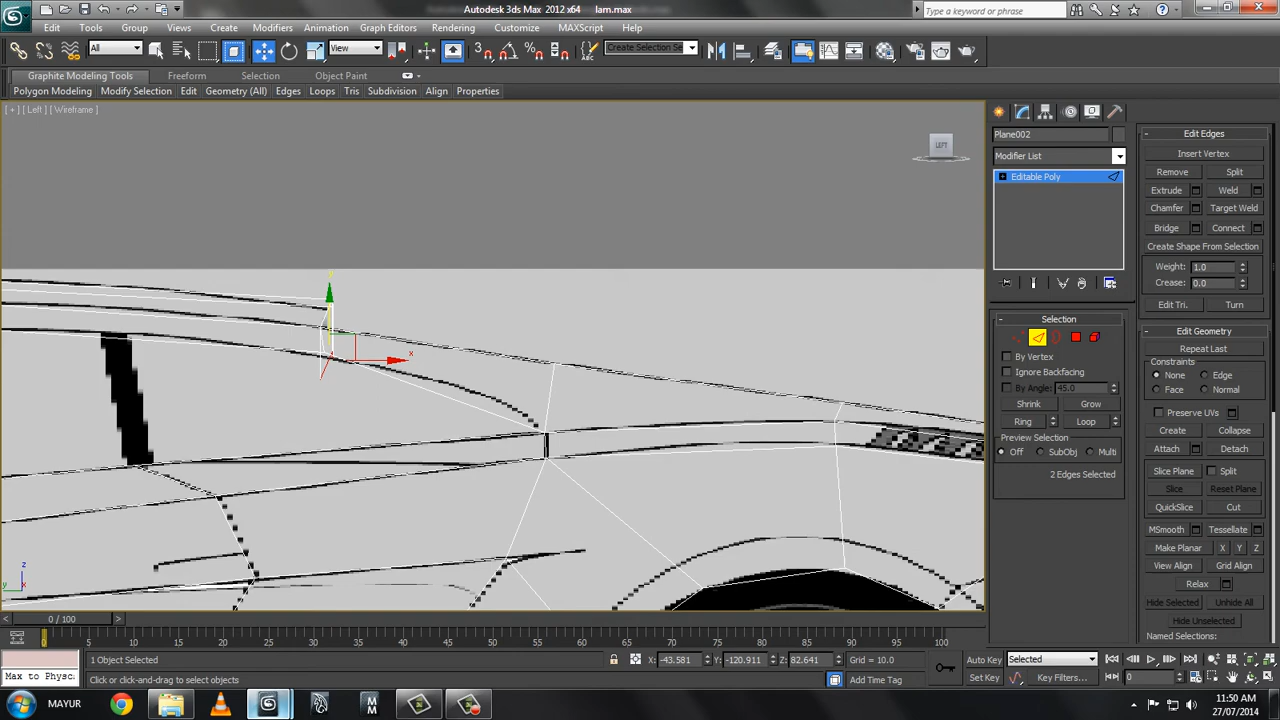 Autodesk 3ds Max 2012 x64 lam.max
Type a keyword or phrase
Edit Tools Group Views Create Modifiers Animation Graph Editors Rendering Customize MAXScript Help
All View Create Selection Se
Graphite Modeling Tools Freeform Selection Object Paint
Polygon Modeling Modify Selection Edit Geometry (All) Edges Loops Tris Subdivision Align Properties
[ + ] [ Left ] [ Wireframe ]
LEFT
x
z
y
Plane002
Modifier List
Editable Poly
Selection
By Vertex
Ignore Backfacing
By Angle: 45.0
Shrink Grow
Ring Loop
Preview Selection
Off SubObj Multi
2 Edges Selected
Edit Edges
Insert Vertex
Remove Split
Extrude Weld
Chamfer Target Weld
Bridge Connect
Create Shape From Selection
Weight: 1.0
Crease: 0.0
Edit Tri. Turn
Edit Geometry
Repeat Last
Constraints
None Edge
Face Normal
Preserve UVs
Create Collapse
Attach Detach
Slice Plane Split
Slice Reset Plane
QuickSlice Cut
MSmooth Tessellate
Make Planar X Y Z
View Align Grid Align
Relax
Hide Selected Unhide All
Hide Unselected
Named Selections:
0 / 100
0 5 10 15 20 25 30 35 40 45 50 55 60 65 70 75 80 85 90 95 100
1 Object Selected X: -43.581 Y: -120.911 Z: 82.641 Grid = 10.0 Auto Key Selected
Max to Physc Click or click-and-drag to select objects Add Time Tag Set Key Key Filters... 0
MAYUR
11:50 AM
27/07/2014